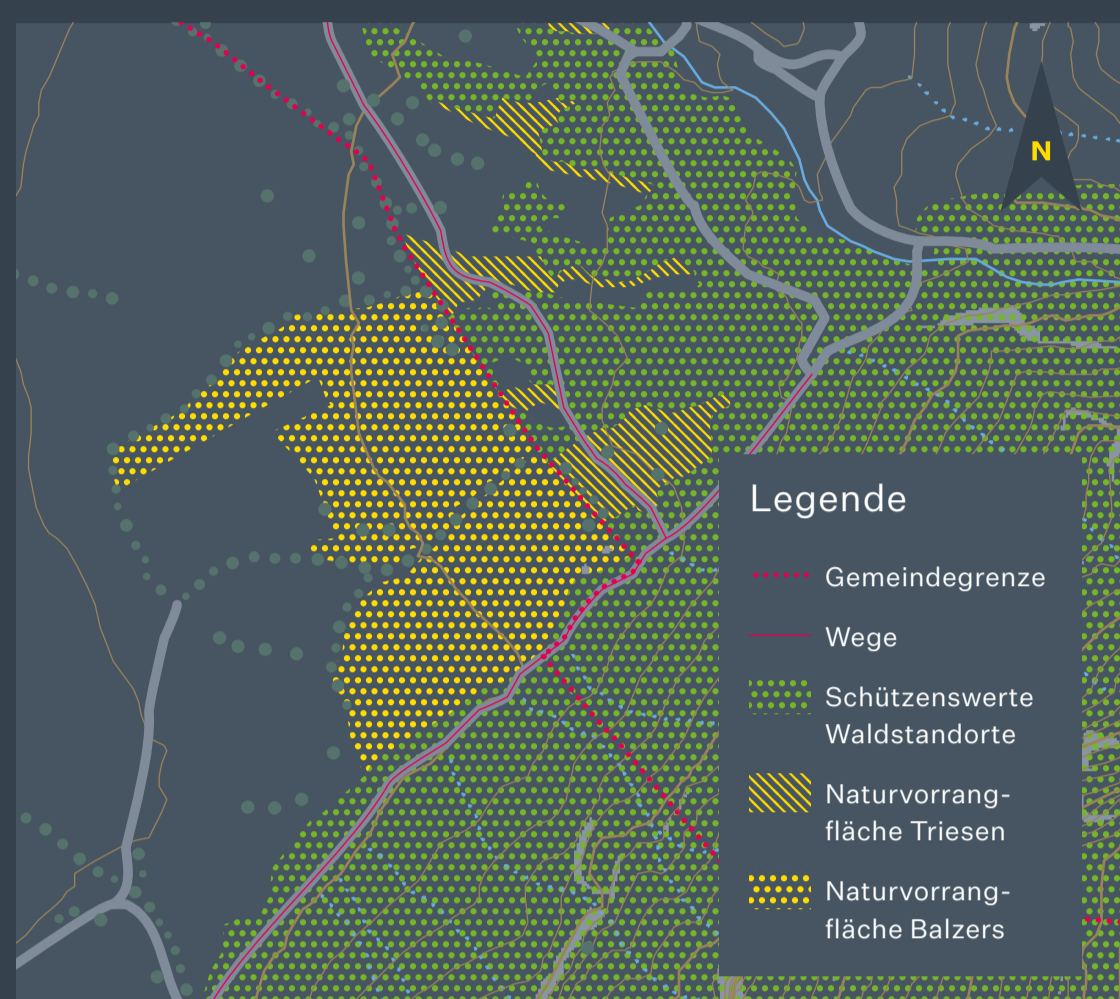 N
Legende
Gemeindegrenze
Wege
Schützenswerte
Waldstandorte
Naturvorrang-
fläche Triesen
Naturvorrang-
fläche Balzers